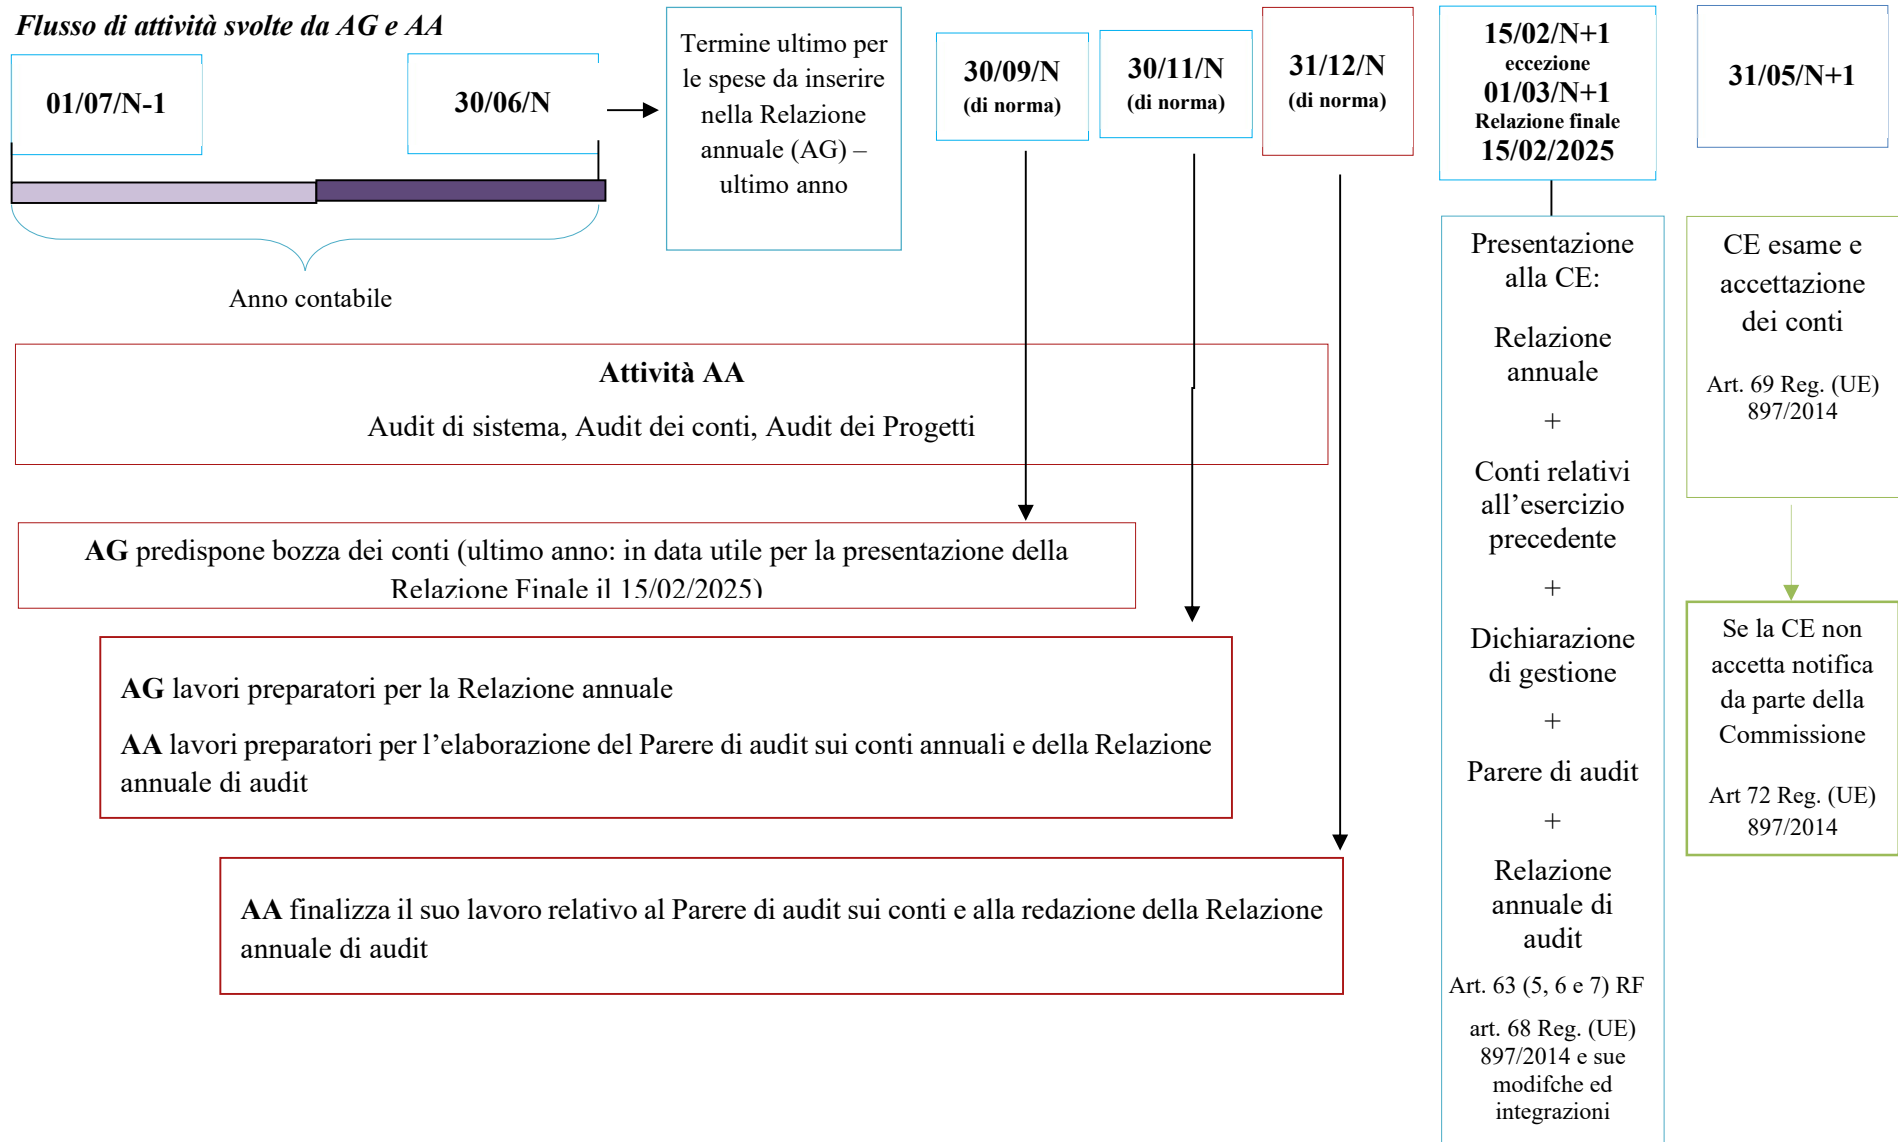 Flusso di attività svolte da AG e AA
01/07/N-1
30/06/N
Termine ultimo per
le spese da inserire
nella Relazione
annuale (AG) –
ultimo anno
30/09/N
(di norma)
30/11/N
(di norma)
31/12/N
(di norma)
15/02/N+1
eccezione
01/03/N+1
Relazione finale
15/02/2025
31/05/N+1
Anno contabile
Attività AA
Audit di sistema, Audit dei conti, Audit dei Progetti
AG predispone bozza dei conti (ultimo anno: in data utile per la presentazione della
Relazione Finale il 15/02/2025)
AG lavori preparatori per la Relazione annuale
AA lavori preparatori per l’elaborazione del Parere di audit sui conti annuali e della Relazione
annuale di audit
AA finalizza il suo lavoro relativo al Parere di audit sui conti e alla redazione della Relazione
annuale di audit
Presentazione
alla CE:
Relazione
annuale
+
Conti relativi
all’esercizio
precedente
+
Dichiarazione
di gestione
+
Parere di audit
+
Relazione
annuale di
audit
Art. 63 (5, 6 e 7) RF
art. 68 Reg. (UE)
897/2014 e sue
modifche ed
integrazioni
CE esame e
accettazione
dei conti
Art. 69 Reg. (UE)
897/2014
Se la CE non
accetta notifica
da parte della
Commissione
Art 72 Reg. (UE)
897/2014